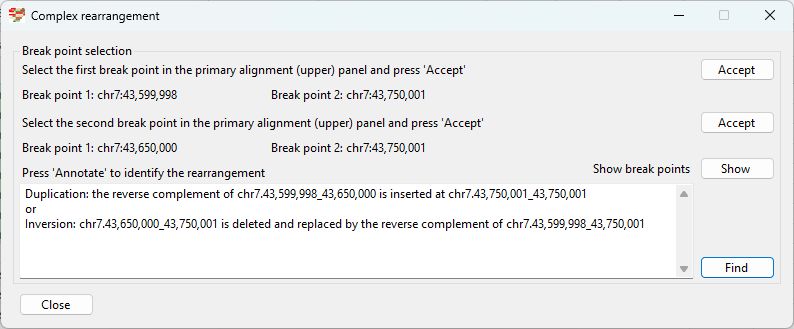 Complex rearrangement
Break point selection
Select the first break point in the primary alignment (upper) panel and press 'Accept'
Accept
Break point 1: chr7:43,599,998 Break point 2: chr7:43,750,001
Select the second break point in the primary alignment (upper) panel and press 'Accept'
Accept
Break point 1: chr7:43,650,000 Break point 2: chr7:43,750,001
Press 'Annotate' to identify the rearrangement
Show break points Show
Duplication: the reverse complement of chr7.43,599,998_43,650,000 is inserted at chr7.43,750,001_43,750,001
or
Inversion: chr7.43,650,000_43,750,001 is deleted and replaced by the reverse complement of chr7.43,599,998_43,750,001
Find
Close